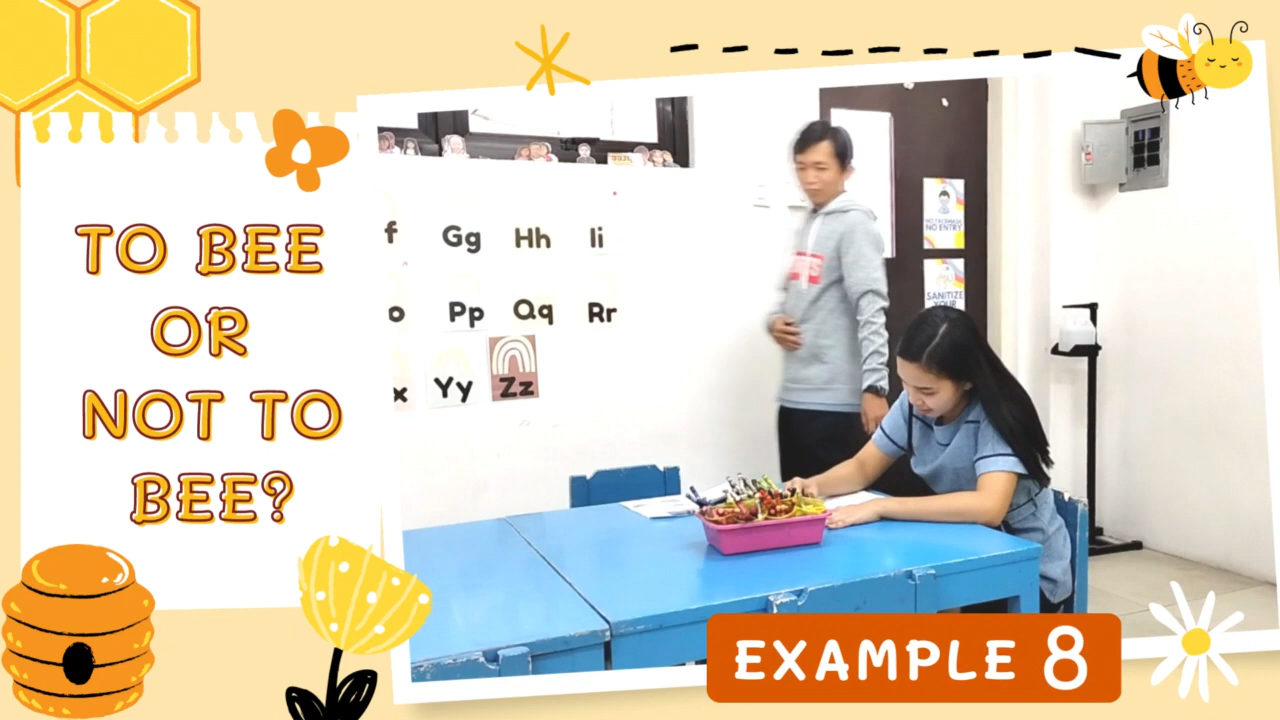 TO BEE
OR
NOT TO
BEE?
f Gg Hh Ii
o Pp Qq Rr
x Yy Zz
NO ENTRY
SANITIZE
YOUR
EXAMPLE 8